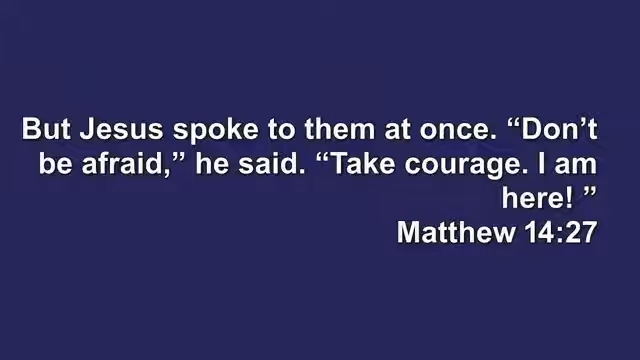 But Jesus spoke to them at once. “Don’t
be afraid,” he said. “Take courage. I am
here! ”
Matthew 14:27